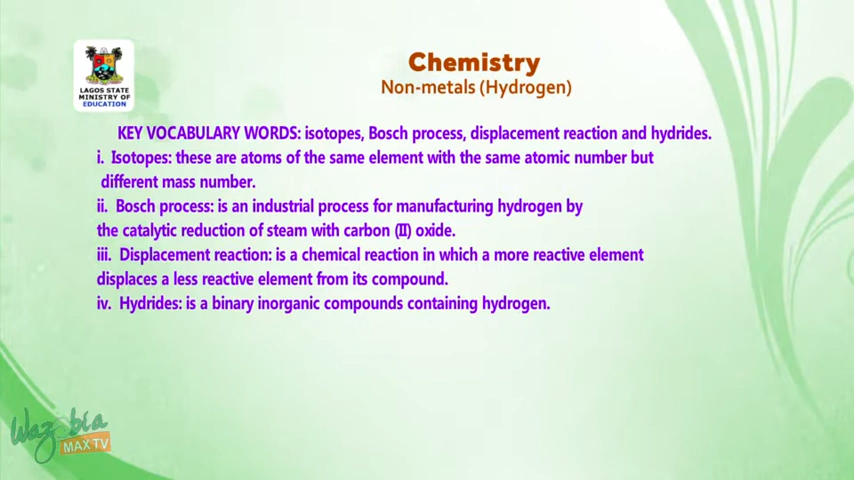 LAGOS STATE
MINISTRY OF
EDUCATION
Chemistry
Non-metals (Hydrogen)
KEY VOCABULARY WORDS: isotopes, Bosch process, displacement reaction and hydrides.
i. Isotopes: these are atoms of the same element with the same atomic number but
different mass number.
ii. Bosch process: is an industrial process for manufacturing hydrogen by
the catalytic reduction of steam with carbon (II) oxide.
iii. Displacement reaction: is a chemical reaction in which a more reactive element
displaces a less reactive element from its compound.
iv. Hydrides: is a binary inorganic compounds containing hydrogen.
Wazobia
MAX TV